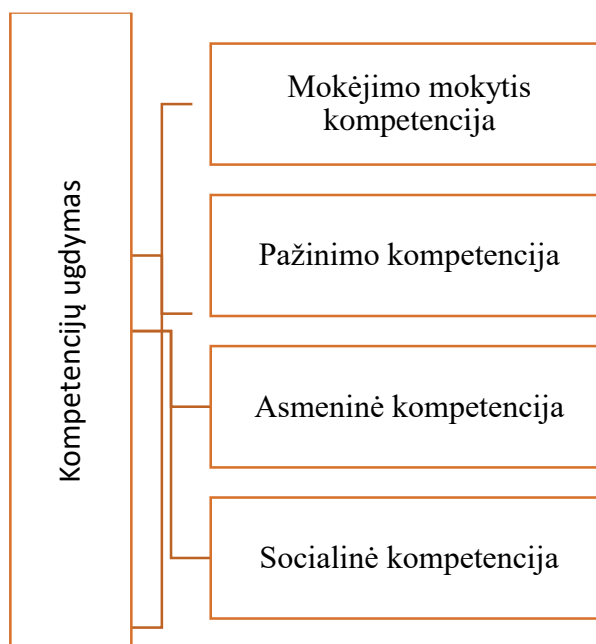 Kompetencijų ugdymas
Mokėjimo mokytis
kompetencija
Pažinimo kompetencija
Asmeninė kompetencija
Socialinė kompetencija